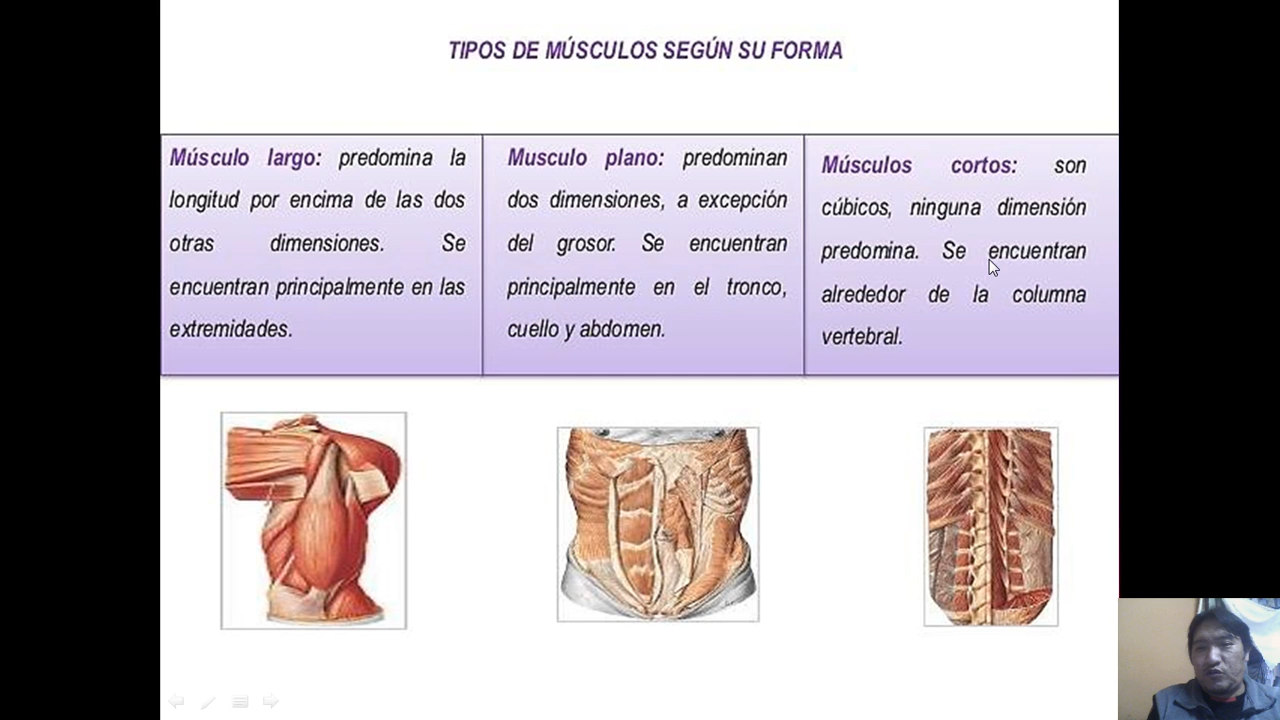 TIPOS DE MÚSCULOS SEGÚN SU FORMA
Músculo largo: predomina la
longitud por encima de las dos
otras dimensiones. Se
encuentran principalmente en las
extremidades.
Musculo plano: predominan
dos dimensiones, a excepción
del grosor. Se encuentran
principalmente en el tronco,
cuello y abdomen.
Músculos cortos: son
cúbicos, ninguna dimensión
predomina. Se encuentran
alrededor de la columna
vertebral.